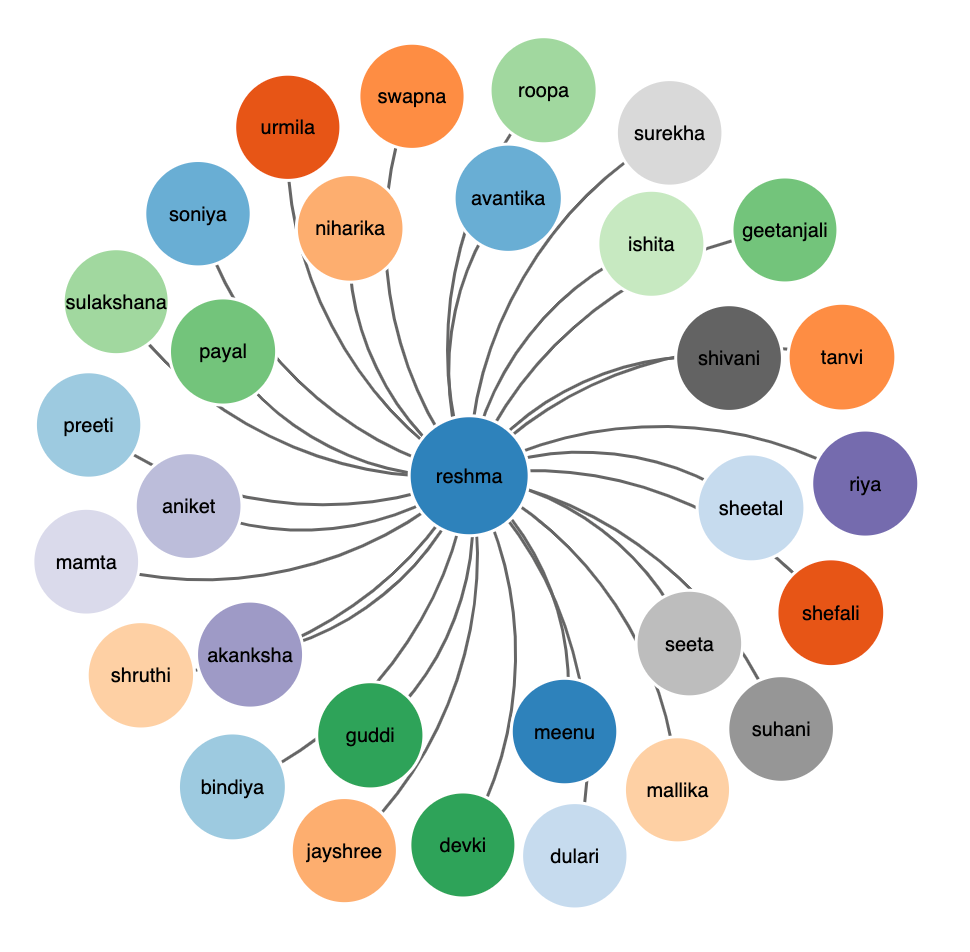 roopa
swapna
urmila
surekha
avantika
soniya
niharika
ishita
geetanjali
sulakshana
payal
shivani
tanvi
preeti
reshma
riya
aniket
sheetal
mamta
shefali
seeta
akanksha
shruthi
suhani
guddi
meenu
bindiya
mallika
devki
jayshree
dulari